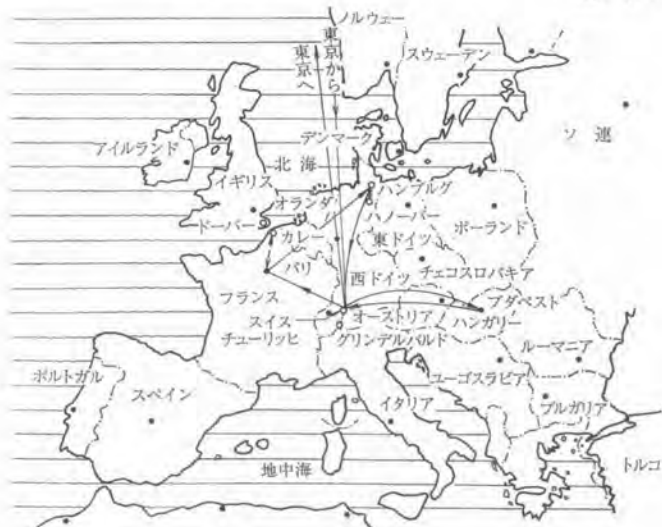 ノルウェー
東京から
東京へ
スウェーデン
デンマーク
ソ連
アイルランド
北海
イギリス
オランダ
ハンブルグ
ハノーバー
ポーランド
ドーバー
カレー
東ドイツ
パリ
西ドイツ
チェコスロバキア
フランス
ブダペスト
オーストリア
ハンガリー
スイス
チューリッヒ
グリンデルバルド
ルーマニア
ユーゴスラビア
ポルトガル
スペイン
イタリア
ブルガリア
地中海
トルコ